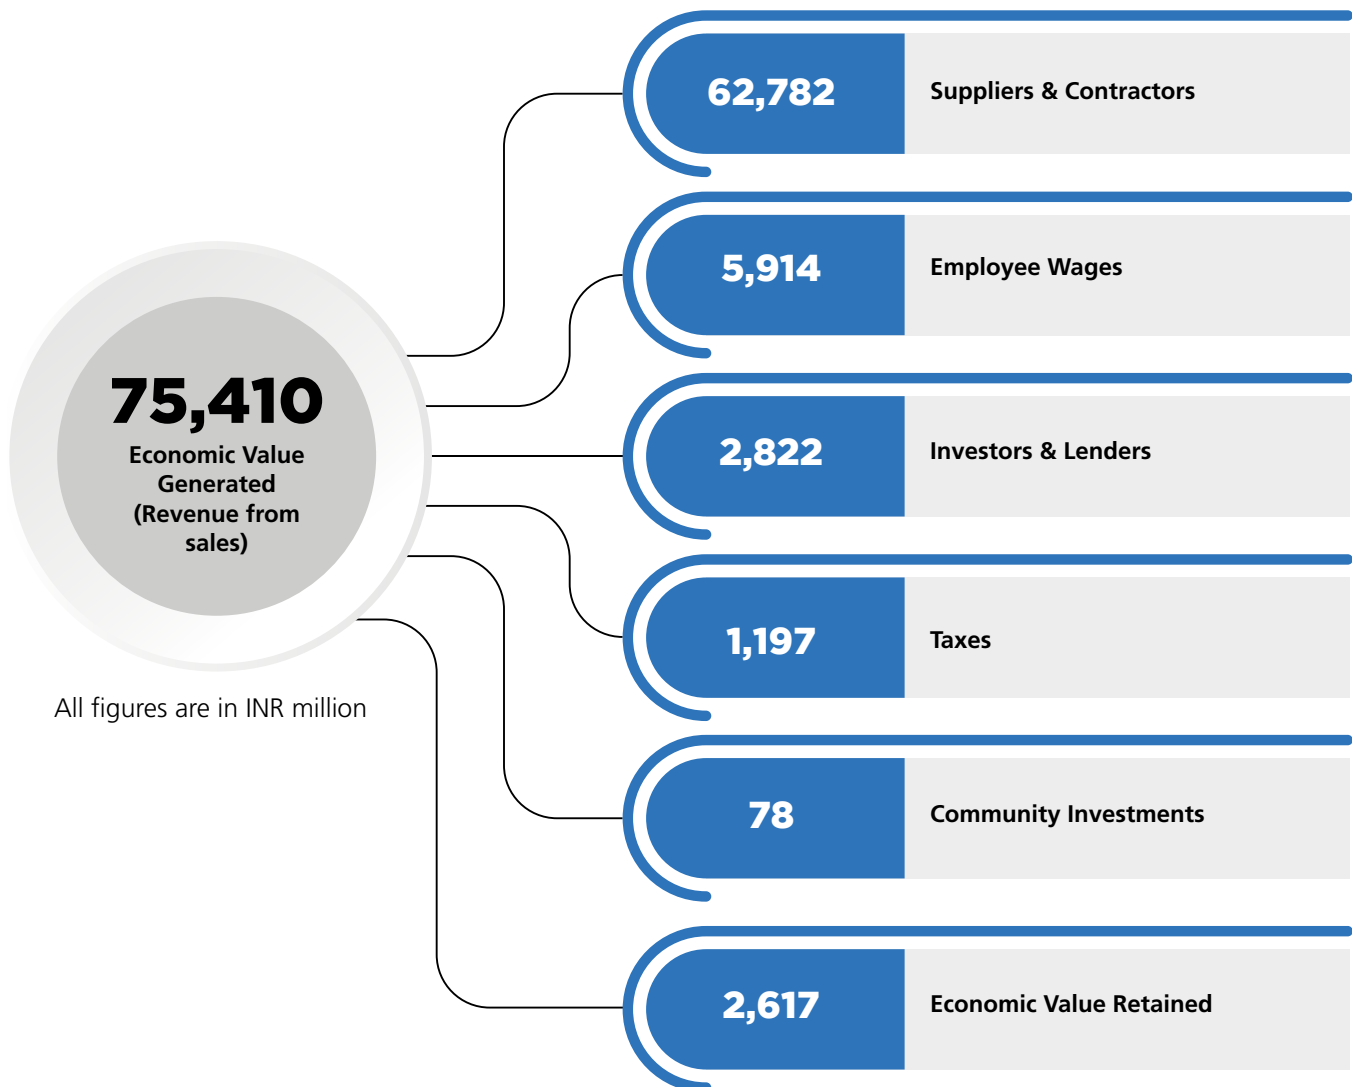 62,782
Suppliers & Contractors
5,914
Employee Wages
75,410
Economic Value
Generated
(Revenue from
sales)
2,822
Investors & Lenders
1,197
Taxes
All figures are in INR million
78
Community Investments
2,617
Economic Value Retained